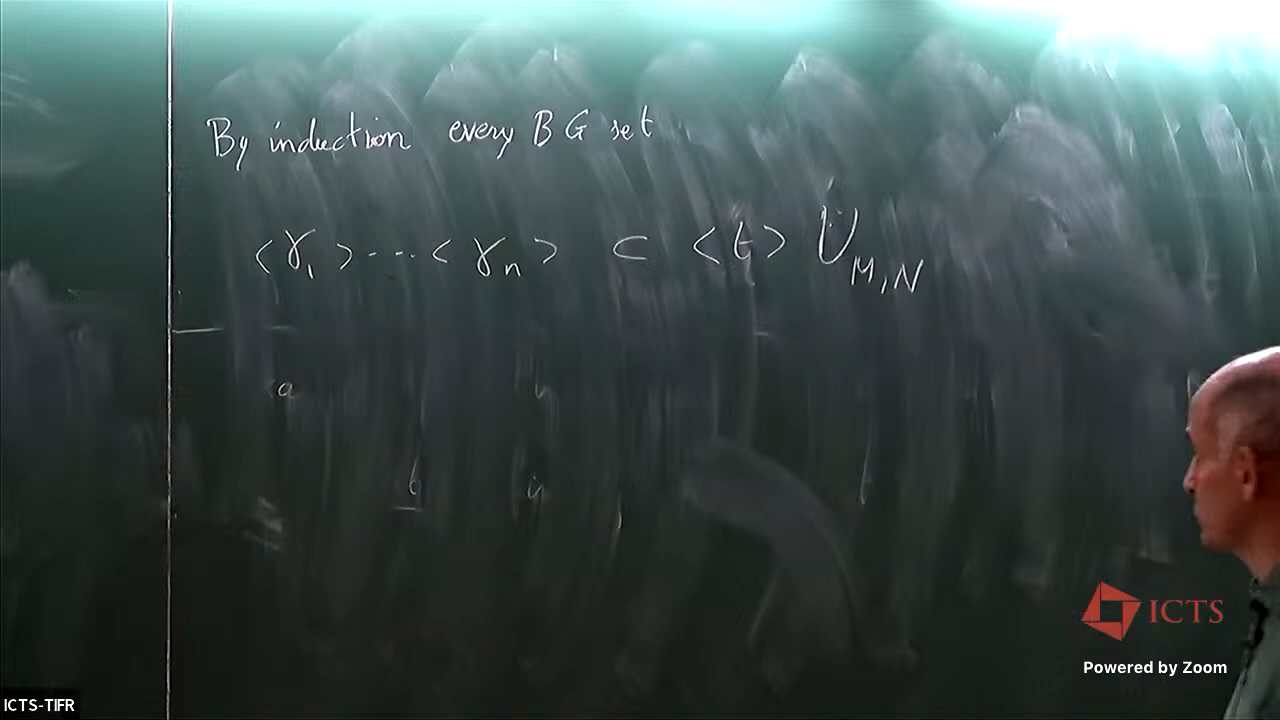 By induction every BG set
<γ₁>...<γₙ> ⊂ <t> U_{M,N}
a
b
ICTS
Powered by Zoom
ICTS-TIFR